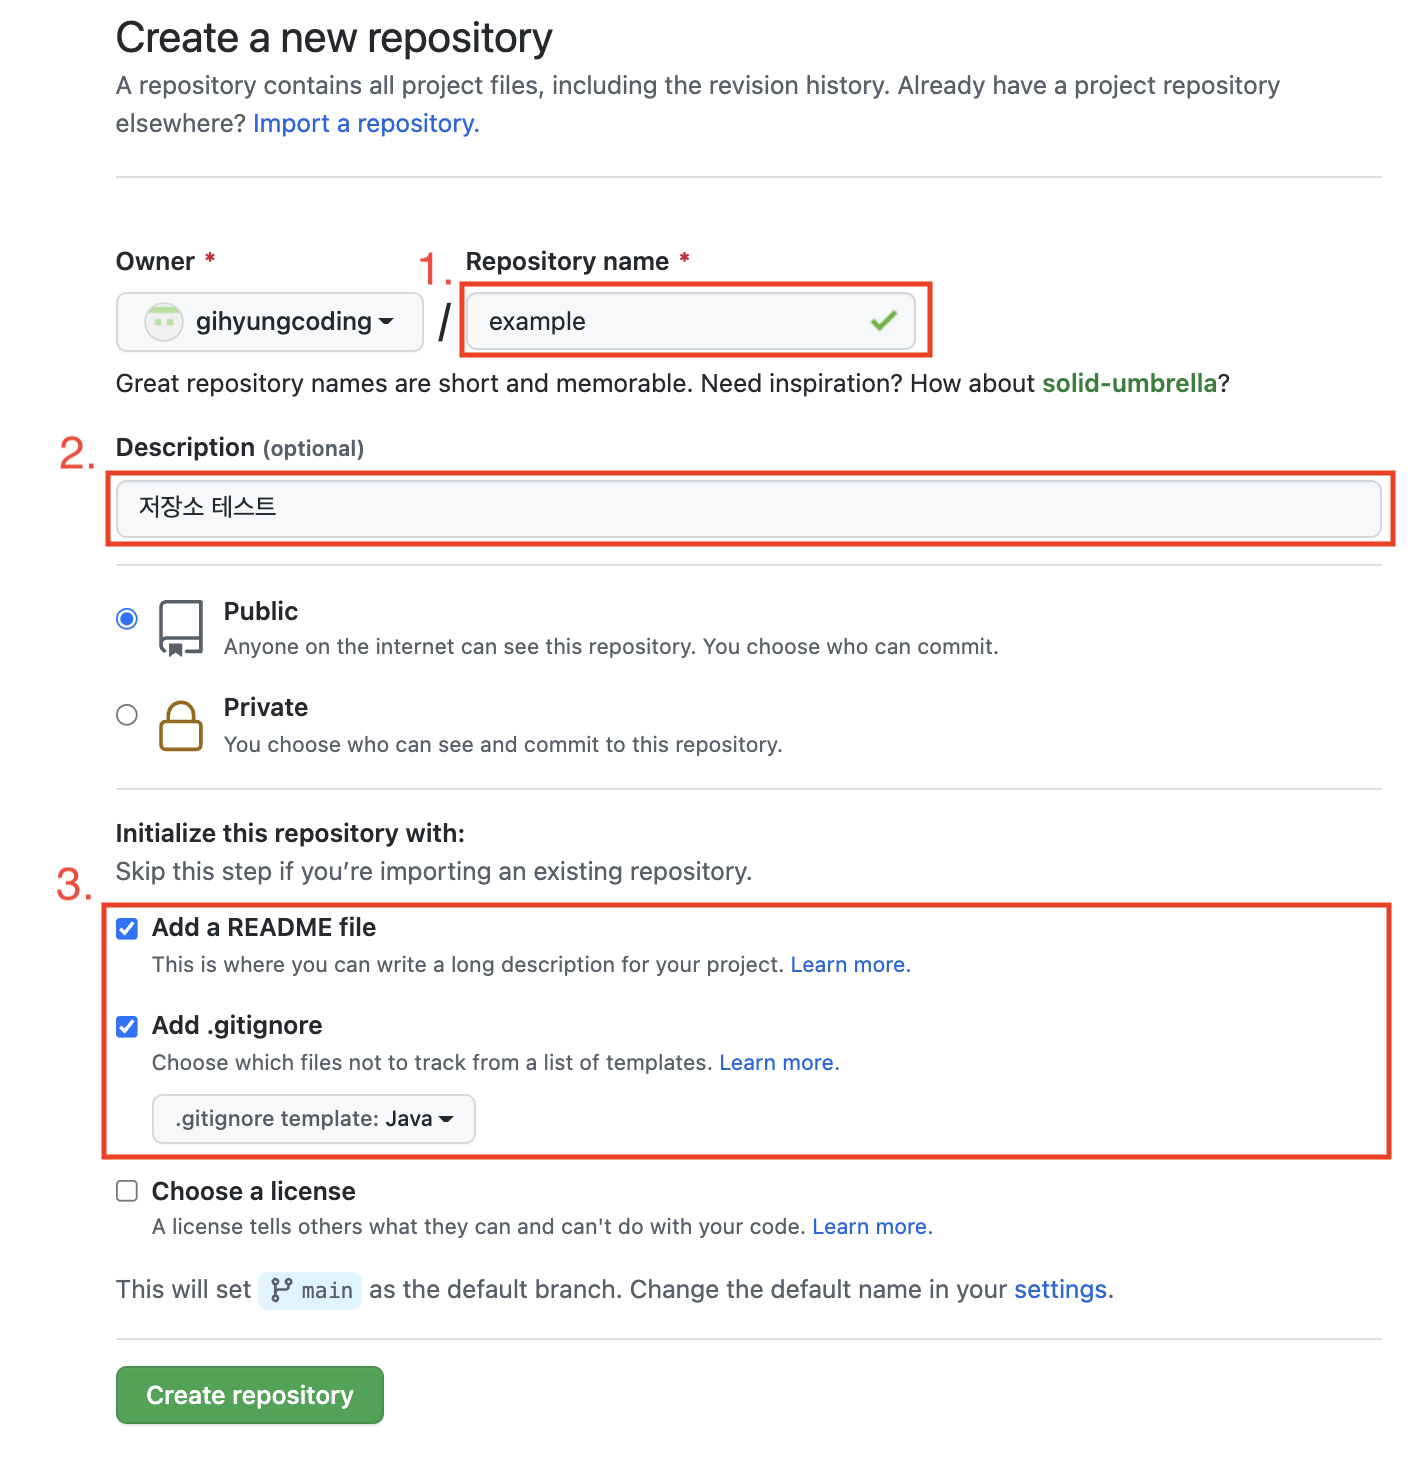 Create a new repository
A repository contains all project files, including the revision history. Already have a project repository
elsewhere? Import a repository.
Owner *
1. Repository name *
gihyungcoding / example
Great repository names are short and memorable. Need inspiration? How about solid-umbrella?
2. Description (optional)
저장소 테스트
Public
Anyone on the internet can see this repository. You choose who can commit.
Private
You choose who can see and commit to this repository.
Initialize this repository with:
3. Skip this step if you’re importing an existing repository.
Add a README file
This is where you can write a long description for your project. Learn more.
Add .gitignore
Choose which files not to track from a list of templates. Learn more.
.gitignore template: Java
Choose a license
A license tells others what they can and can't do with your code. Learn more.
This will set main as the default branch. Change the default name in your settings.
Create repository